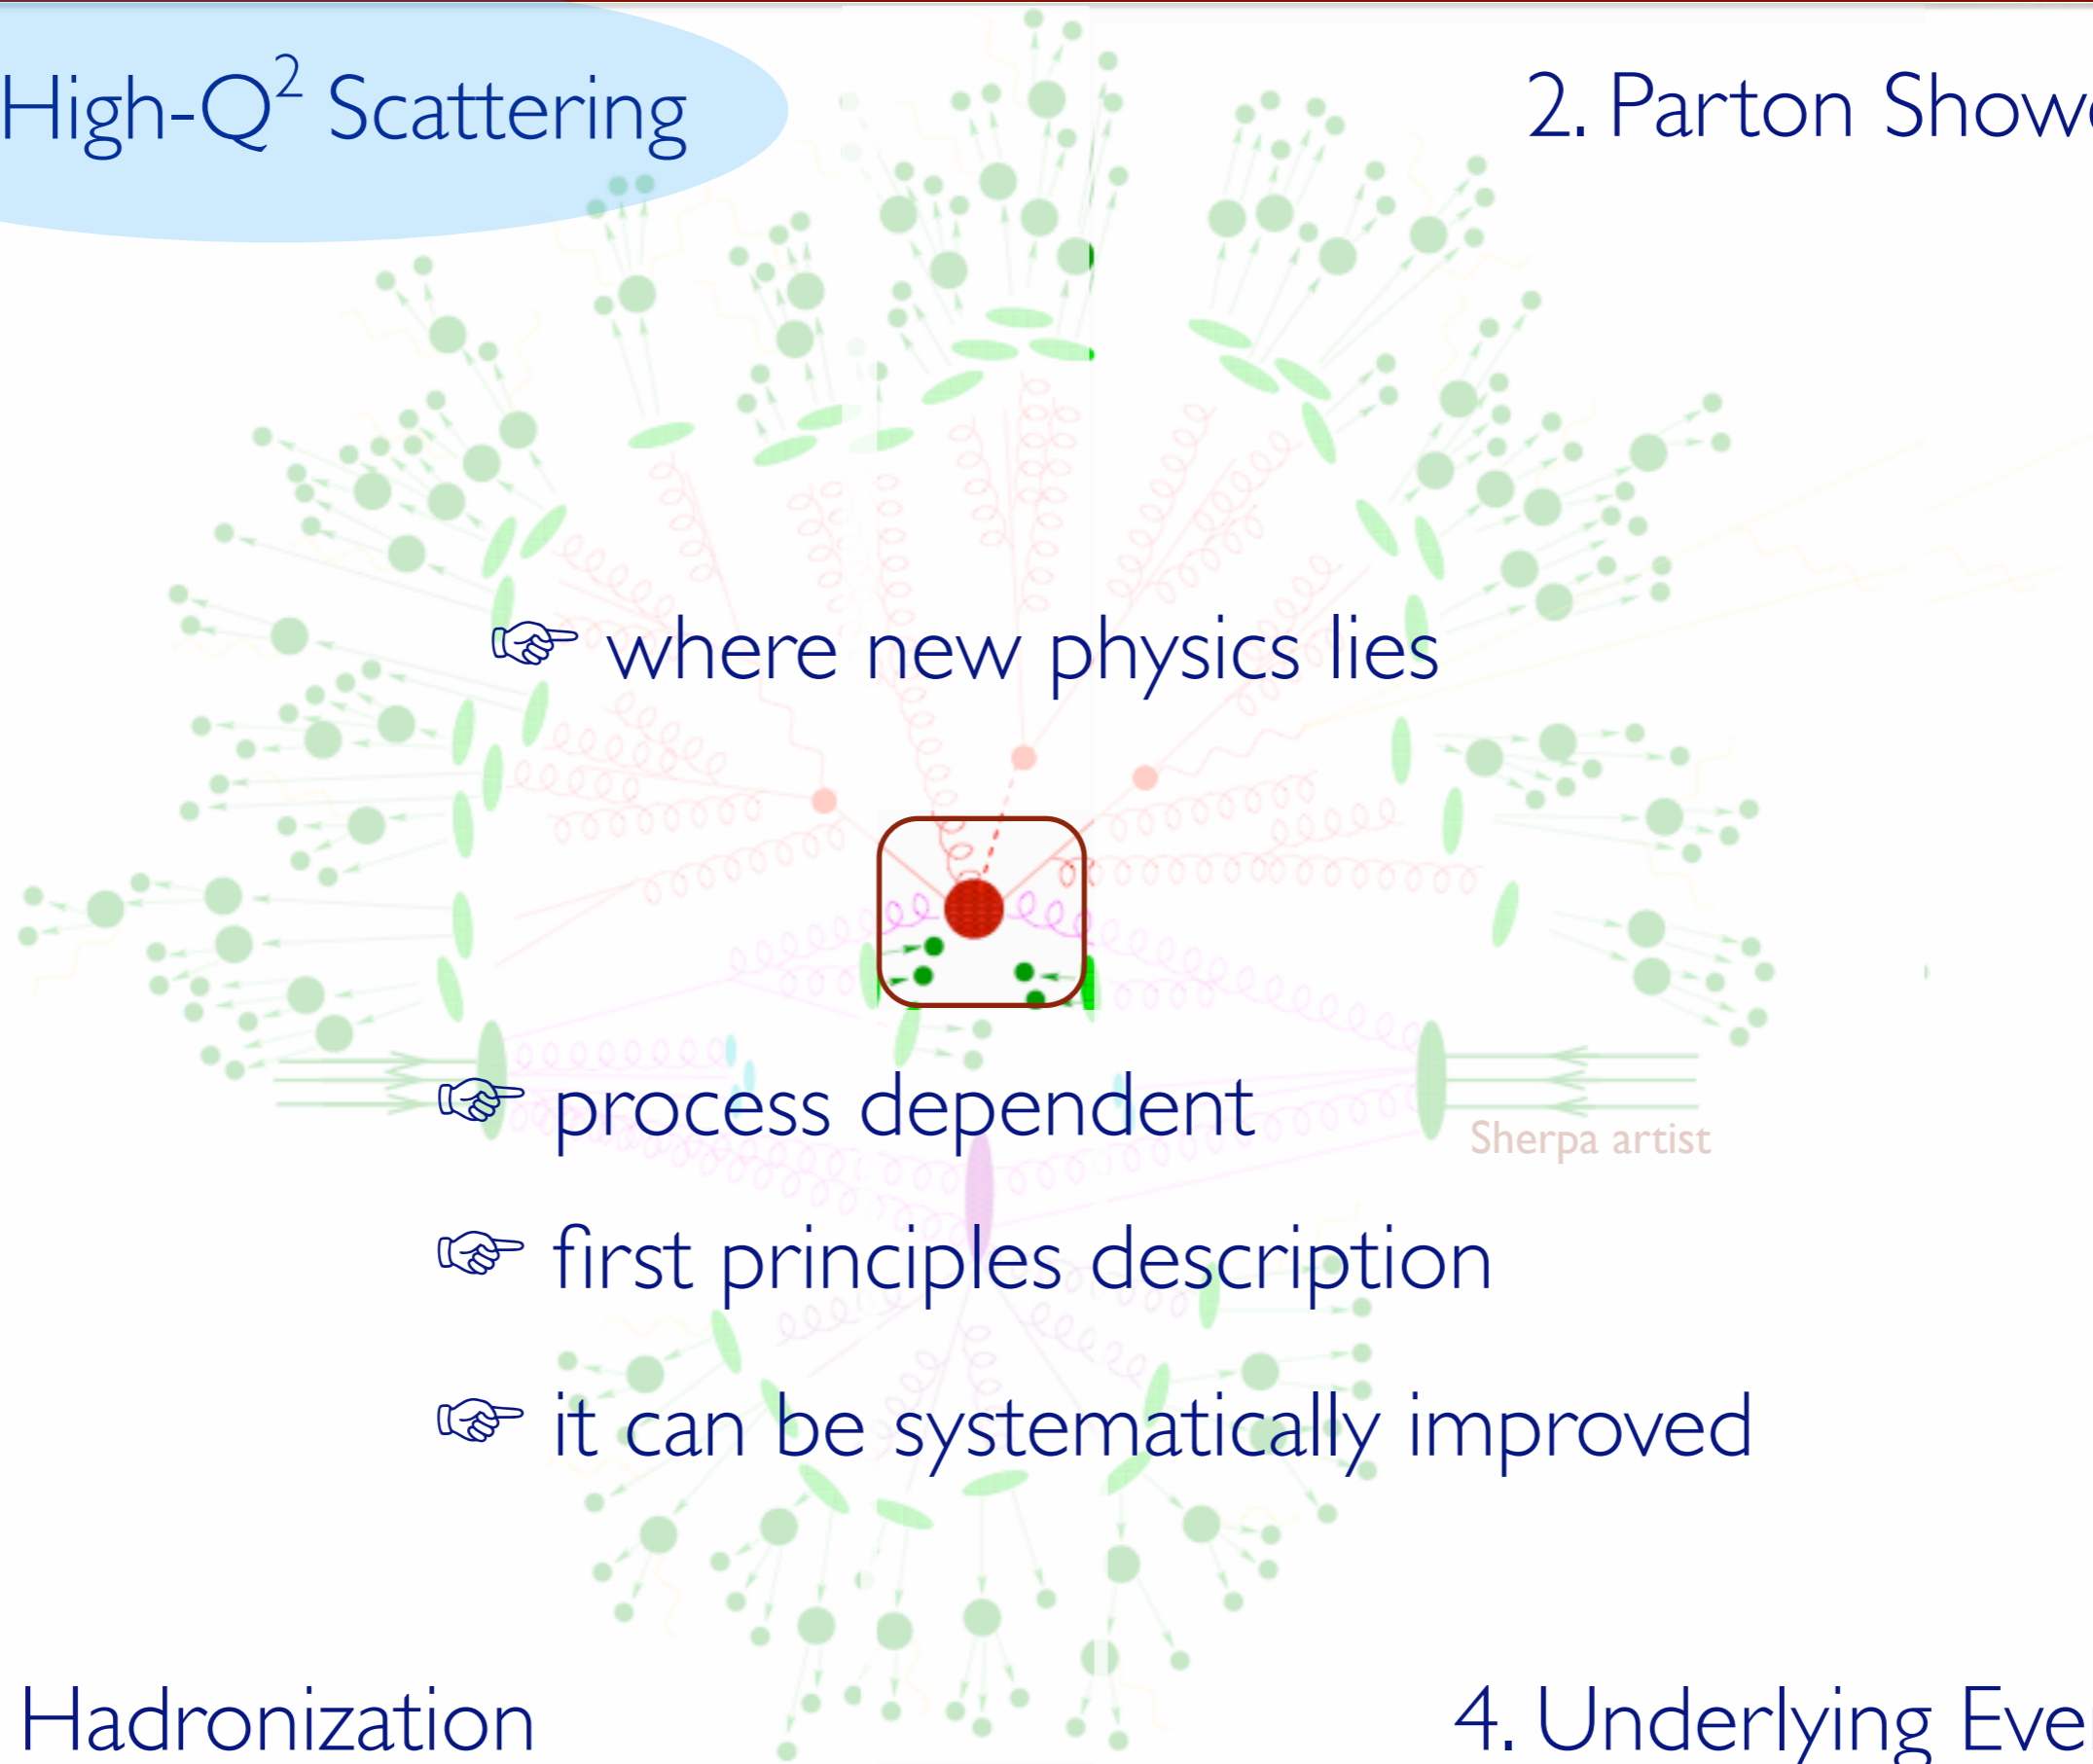 High-Q² Scattering
2. Parton Showe
☞ where new physics lies
☞ process dependent
Sherpa artist
☞ first principles description
☞ it can be systematically improved
Hadronization
4. Underlying Eve